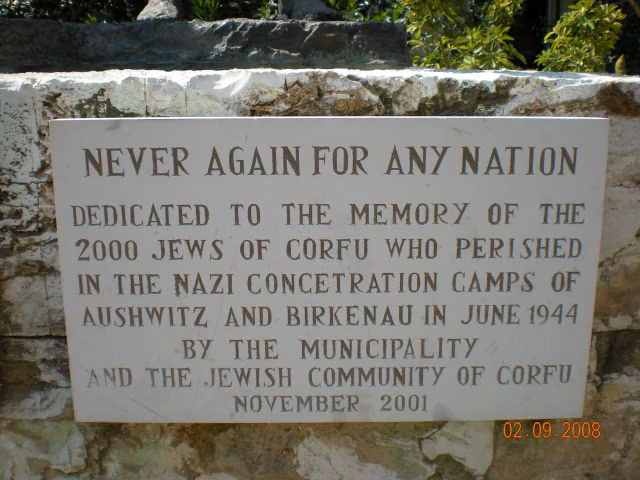 NEVER AGAIN FOR ANY NATION
DEDICATED TO THE MEMORY OF THE
2000 JEWS OF CORFU WHO PERISHED
IN THE NAZI CONCETRATION CAMPS OF
AUSHWITZ AND BIRKENAU IN JUNE 1944
BY THE MUNICIPALITY
AND THE JEWISH COMMUNITY OF CORFU
NOVEMBER 2001
02.09.2008